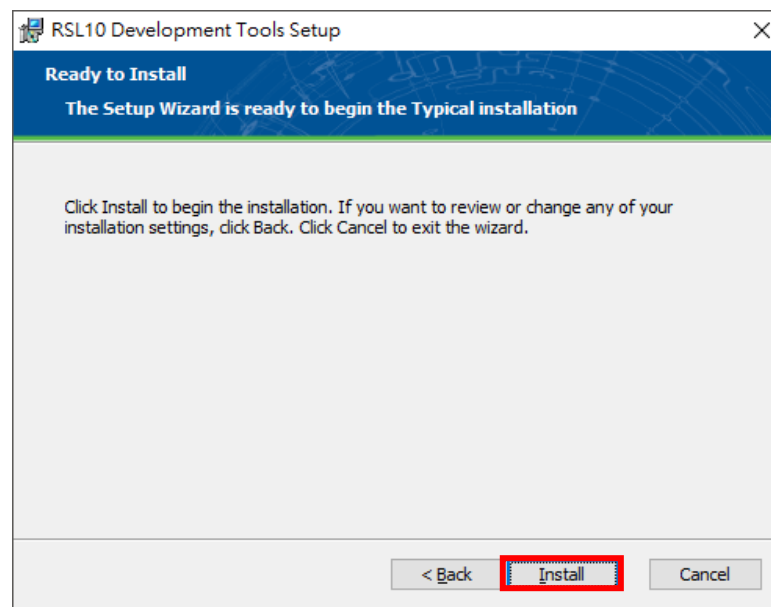 RSL10 Development Tools Setup
Ready to Install
The Setup Wizard is ready to begin the Typical installation
Click Install to begin the installation. If you want to review or change any of your
installation settings, click Back. Click Cancel to exit the wizard.
< Back
Install
Cancel